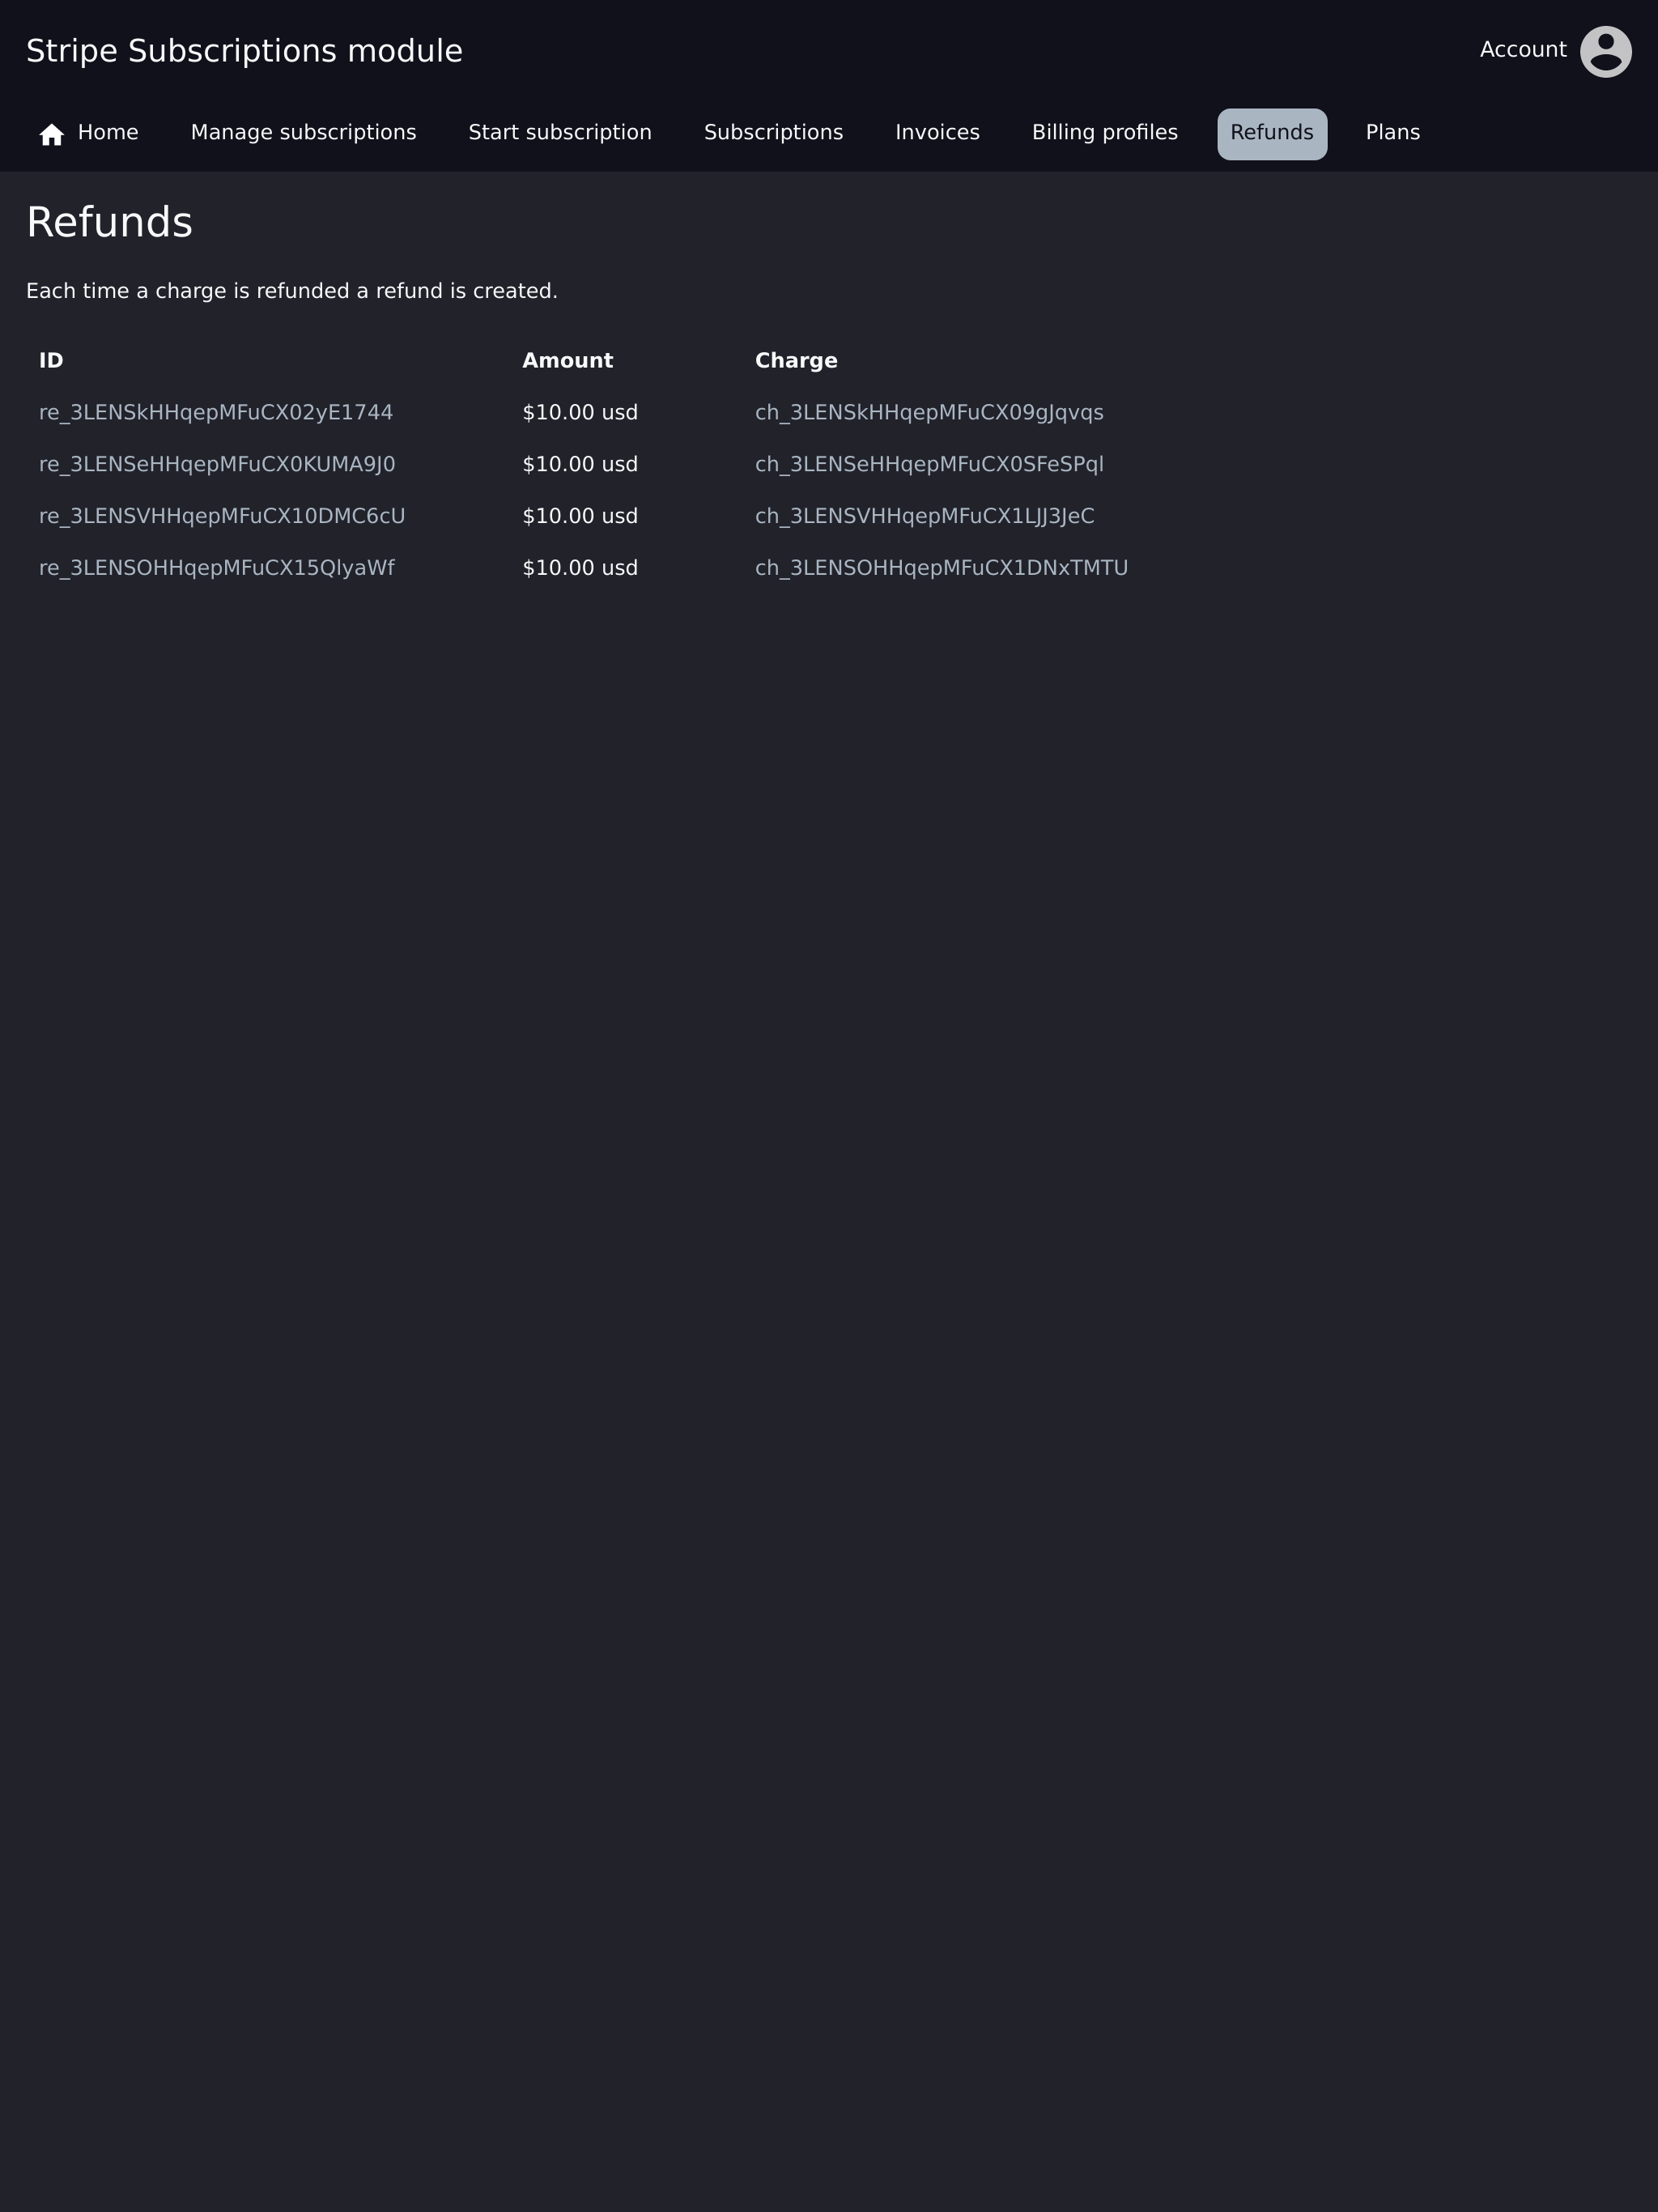 Stripe Subscriptions module
Account
Home Manage subscriptions Start subscription Subscriptions Invoices Billing profiles Refunds Plans
Refunds
Each time a charge is refunded a refund is created.
ID Amount Charge
re_3LENSkHHqepMFuCX02yE1744 $10.00 usd ch_3LENSkHHqepMFuCX09gJqvqs
re_3LENSeHHqepMFuCX0KUMA9J0 $10.00 usd ch_3LENSeHHqepMFuCX0SFeSPql
re_3LENSVHHqepMFuCX10DMC6cU $10.00 usd ch_3LENSVHHqepMFuCX1LJJ3JeC
re_3LENSOHHqepMFuCX15QlyaWf $10.00 usd ch_3LENSOHHqepMFuCX1DNxTMTU